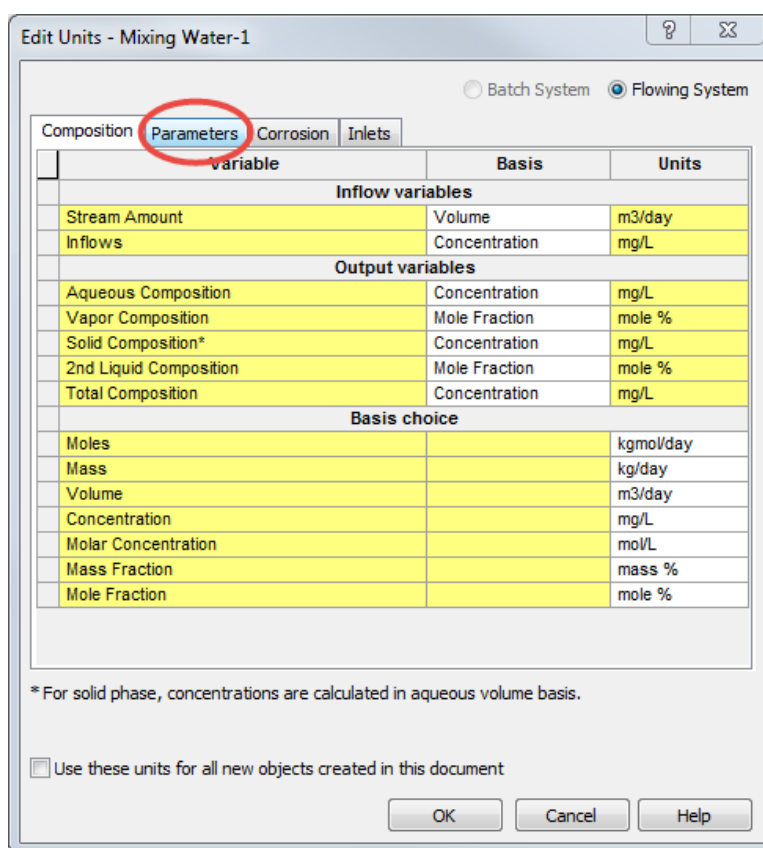 Edit Units - Mixing Water-1
Batch System Flowing System
Composition Parameters Corrosion Inlets
Variable Basis Units
Inflow variables
Stream Amount Volume m3/day
Inflows Concentration mg/L
Output variables
Aqueous Composition Concentration mg/L
Vapor Composition Mole Fraction mole %
Solid Composition* Concentration mg/L
2nd Liquid Composition Mole Fraction mole %
Total Composition Concentration mg/L
Basis choice
Moles kgmol/day
Mass kg/day
Volume m3/day
Concentration mg/L
Molar Concentration mol/L
Mass Fraction mass %
Mole Fraction mole %
* For solid phase, concentrations are calculated in aqueous volume basis.
Use these units for all new objects created in this document
OK Cancel Help